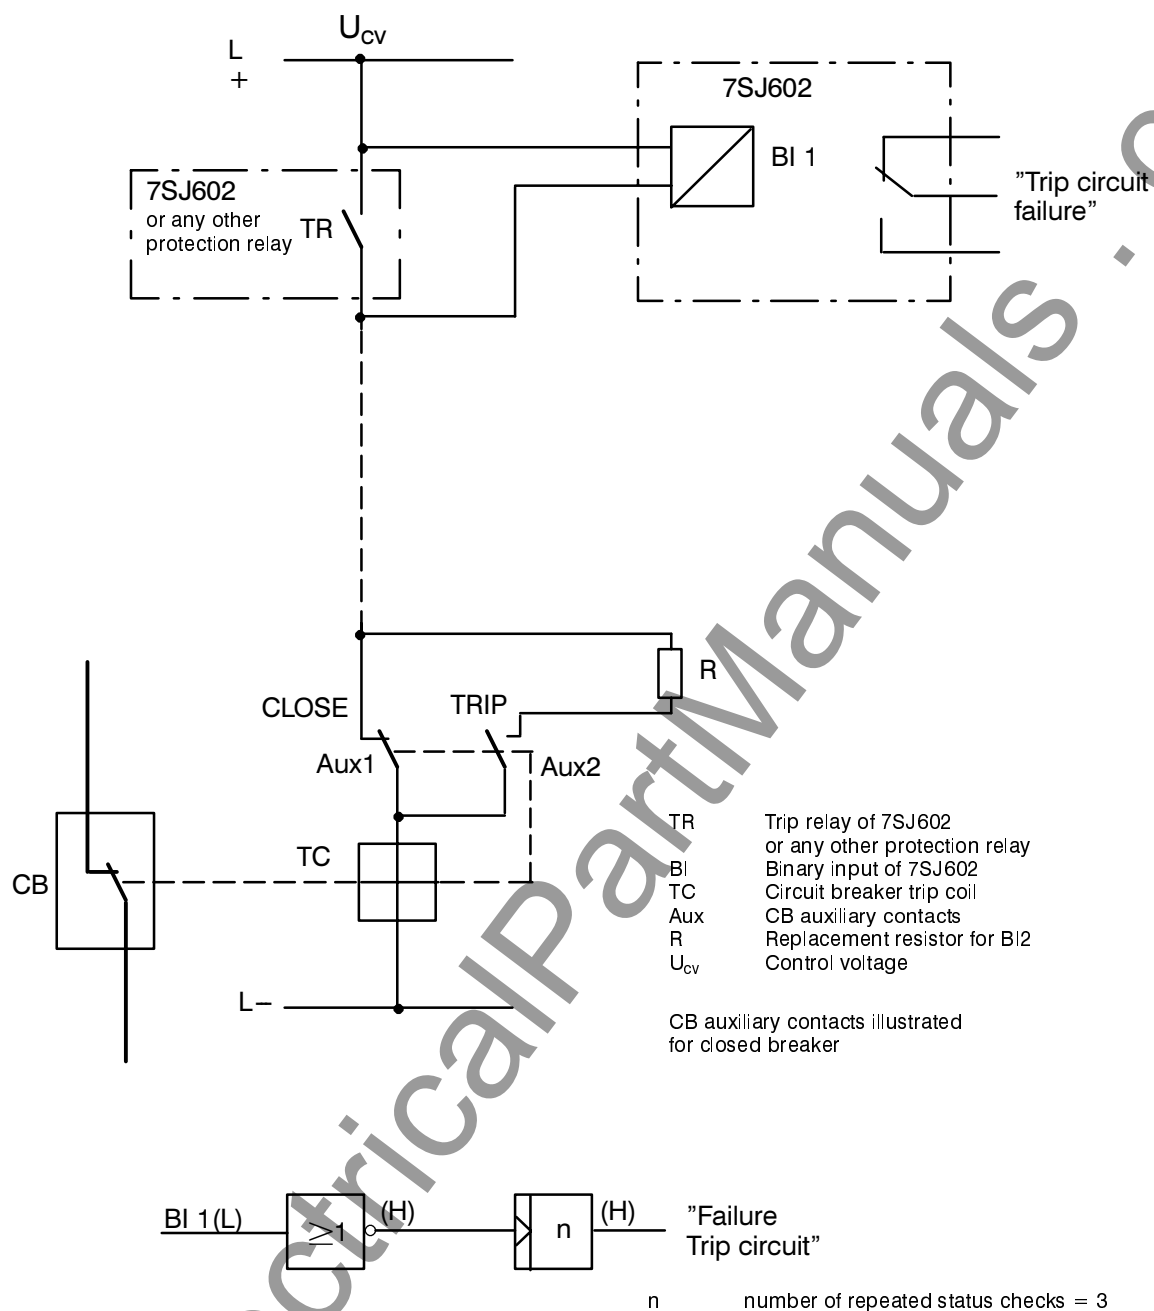 U_cv
L
+
7SJ602
BI 1
"Trip circuit
failure"
7SJ602
or any other
protection relay
TR
R
CLOSE
TRIP
Aux1
Aux2
TC
CB
L−
TR Trip relay of 7SJ602
or any other protection relay
BI Binary input of 7SJ602
TC Circuit breaker trip coil
Aux CB auxiliary contacts
R Replacement resistor for BI2
U_cv Control voltage
CB auxiliary contacts illustrated
for closed breaker
BI 1(L)
≥1
(H)
n
(H)
"Failure
Trip circuit"
n number of repeated status checks = 3
ctricalPartManuals .